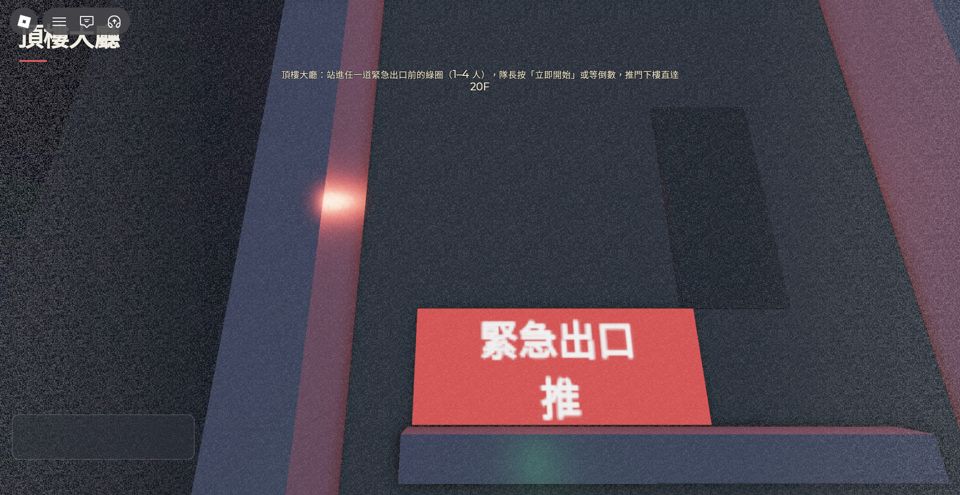 頂樓大廳
頂樓大廳：站進任一道緊急出口前的綠圈（1–4 人），隊長按「立即開始」或等倒數，推門下樓直達
20F
緊急出口
推